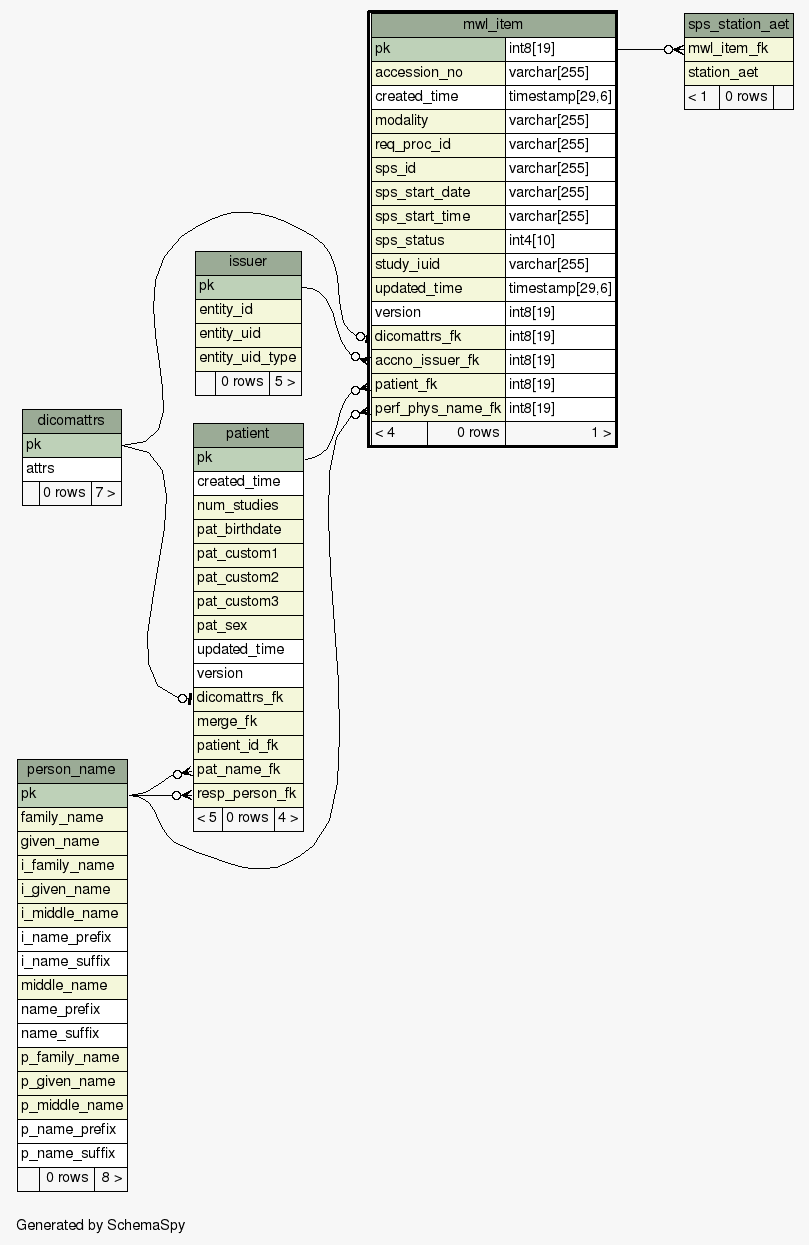 mwl_item
pk int8[19]
accession_no varchar[255]
created_time timestamp[29,6]
modality varchar[255]
req_proc_id varchar[255]
sps_id varchar[255]
sps_start_date varchar[255]
sps_start_time varchar[255]
sps_status int4[10]
study_iuid varchar[255]
updated_time timestamp[29,6]
version int8[19]
dicomattrs_fk int8[19]
accno_issuer_fk int8[19]
patient_fk int8[19]
perf_phys_name_fk int8[19]
< 4 0 rows 1 >
sps_station_aet
mwl_item_fk
station_aet
< 1 0 rows
issuer
pk
entity_id
entity_uid
entity_uid_type
0 rows 5 >
dicomattrs
pk
attrs
0 rows 7 >
patient
pk
created_time
num_studies
pat_birthdate
pat_custom1
pat_custom2
pat_custom3
pat_sex
updated_time
version
dicomattrs_fk
merge_fk
patient_id_fk
pat_name_fk
resp_person_fk
< 5 0 rows 4 >
person_name
pk
family_name
given_name
i_family_name
i_given_name
i_middle_name
i_name_prefix
i_name_suffix
middle_name
name_prefix
name_suffix
p_family_name
p_given_name
p_middle_name
p_name_prefix
p_name_suffix
0 rows 8 >
Generated by SchemaSpy